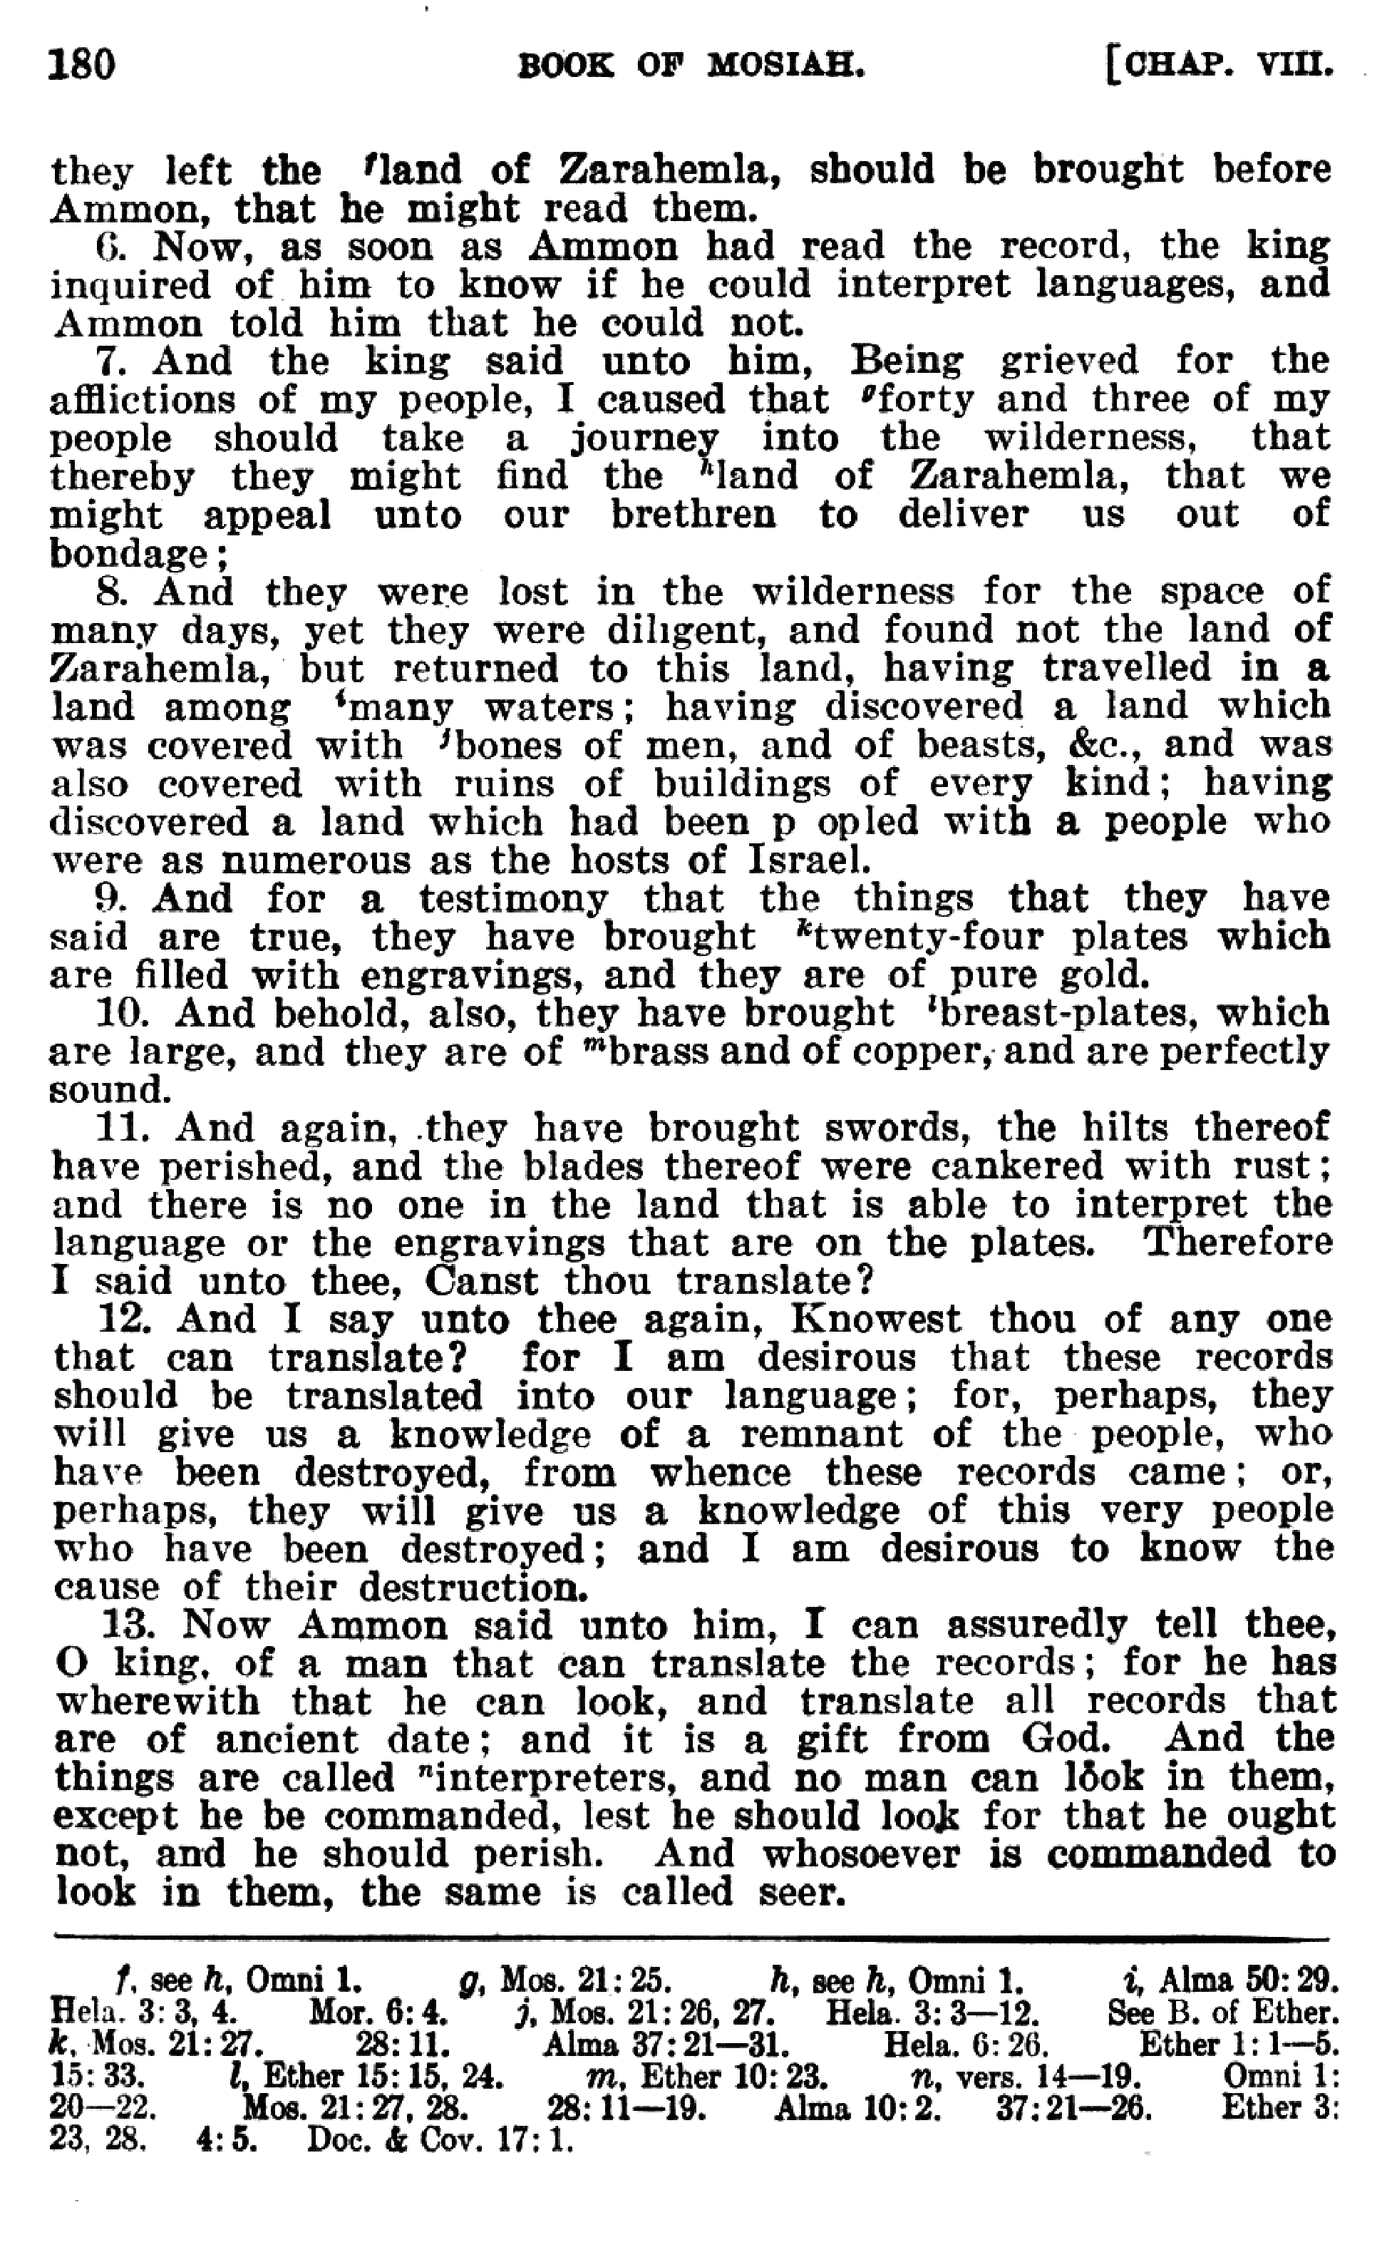 180 BOOK OF MOSIAH. [CHAP. VIII.
they left the fland of Zarahemla, should be brought before
Ammon, that he might read them.
6. Now, as soon as Ammon had read the record, the king
inquired of him to know if he could interpret languages, and
Ammon told him that he could not.
7. And the king said unto him, Being grieved for the
afflictions of my people, I caused that gforty and three of my
people should take a journey into the wilderness, that
thereby they might find the hland of Zarahemla, that we
might appeal unto our brethren to deliver us out of
bondage;
8. And they were lost in the wilderness for the space of
many days, yet they were diligent, and found not the land of
Zarahemla, but returned to this land, having travelled in a
land among imany waters; having discovered a land which
was covered with jbones of men, and of beasts, &c., and was
also covered with ruins of buildings of every kind; having
discovered a land which had been p opled with a people who
were as numerous as the hosts of Israel.
9. And for a testimony that the things that they have
said are true, they have brought ktwenty-four plates which
are filled with engravings, and they are of pure gold.
10. And behold, also, they have brought lbreast-plates, which
are large, and they are of mbrass and of copper, and are perfectly
sound.
11. And again, they have brought swords, the hilts thereof
have perished, and the blades thereof were cankered with rust;
and there is no one in the land that is able to interpret the
language or the engravings that are on the plates. Therefore
I said unto thee, Canst thou translate?
12. And I say unto thee again, Knowest thou of any one
that can translate? for I am desirous that these records
should be translated into our language; for, perhaps, they
will give us a knowledge of a remnant of the people, who
have been destroyed, from whence these records came; or,
perhaps, they will give us a knowledge of this very people
who have been destroyed; and I am desirous to know the
cause of their destruction.
13. Now Ammon said unto him, I can assuredly tell thee,
O king, of a man that can translate the records; for he has
wherewith that he can look, and translate all records that
are of ancient date; and it is a gift from God. And the
things are called ninterpreters, and no man can look in them,
except he be commanded, lest he should look for that he ought
not, and he should perish. And whosoever is commanded to
look in them, the same is called seer.
f, see h, Omni 1. g, Mos. 21:25. h, see h, Omni 1. i, Alma 50:29.
Hela. 3:3, 4. Mor. 6:4. j, Mos. 21:26, 27. Hela. 3:3—12. See B. of Ether.
k, Mos. 21:27. 28:11. Alma 37:21—31. Hela. 6:26. Ether 1:1—5.
15:33. l, Ether 15:15, 24. m, Ether 10:23. n, vers. 14—19. Omni 1:
20—22. Mos. 21:27, 28. 28:11—19. Alma 10:2. 37:21—26. Ether 3:
23, 28. 4:5. Doc. & Cov. 17:1.